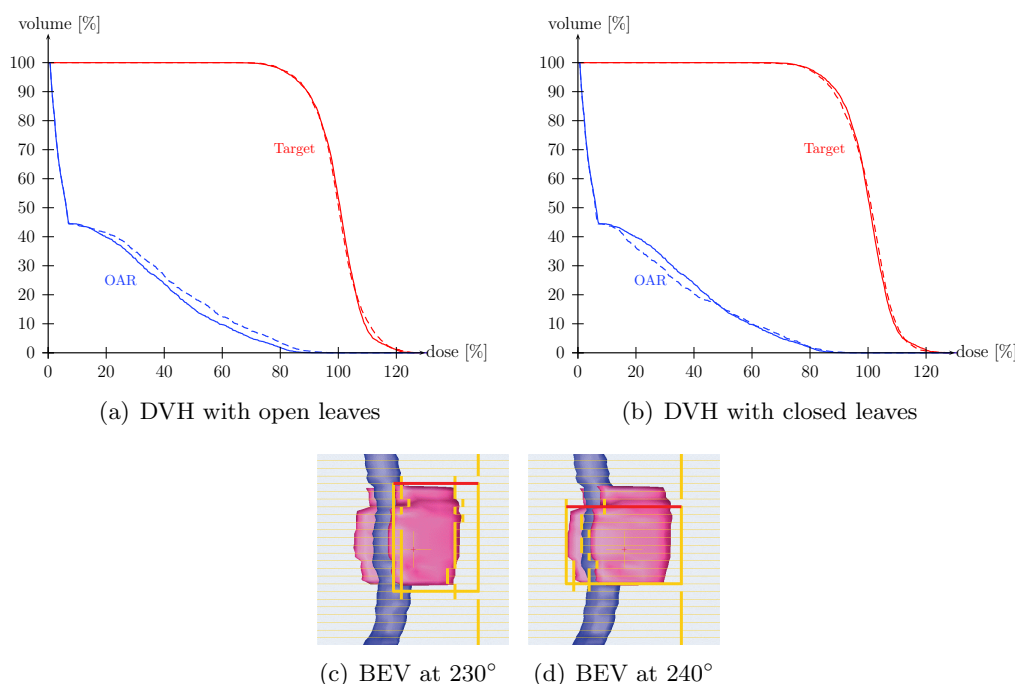 volume [%]
100
90
80
70
60
50
40
30
20
10
0
Target
OAR
dose [%]
0 20 40 60 80 100 120
(a) DVH with open leaves
volume [%]
100
90
80
70
60
50
40
30
20
10
0
Target
OAR
dose [%]
0 20 40 60 80 100 120
(b) DVH with closed leaves
(c) BEV at 230° (d) BEV at 240°